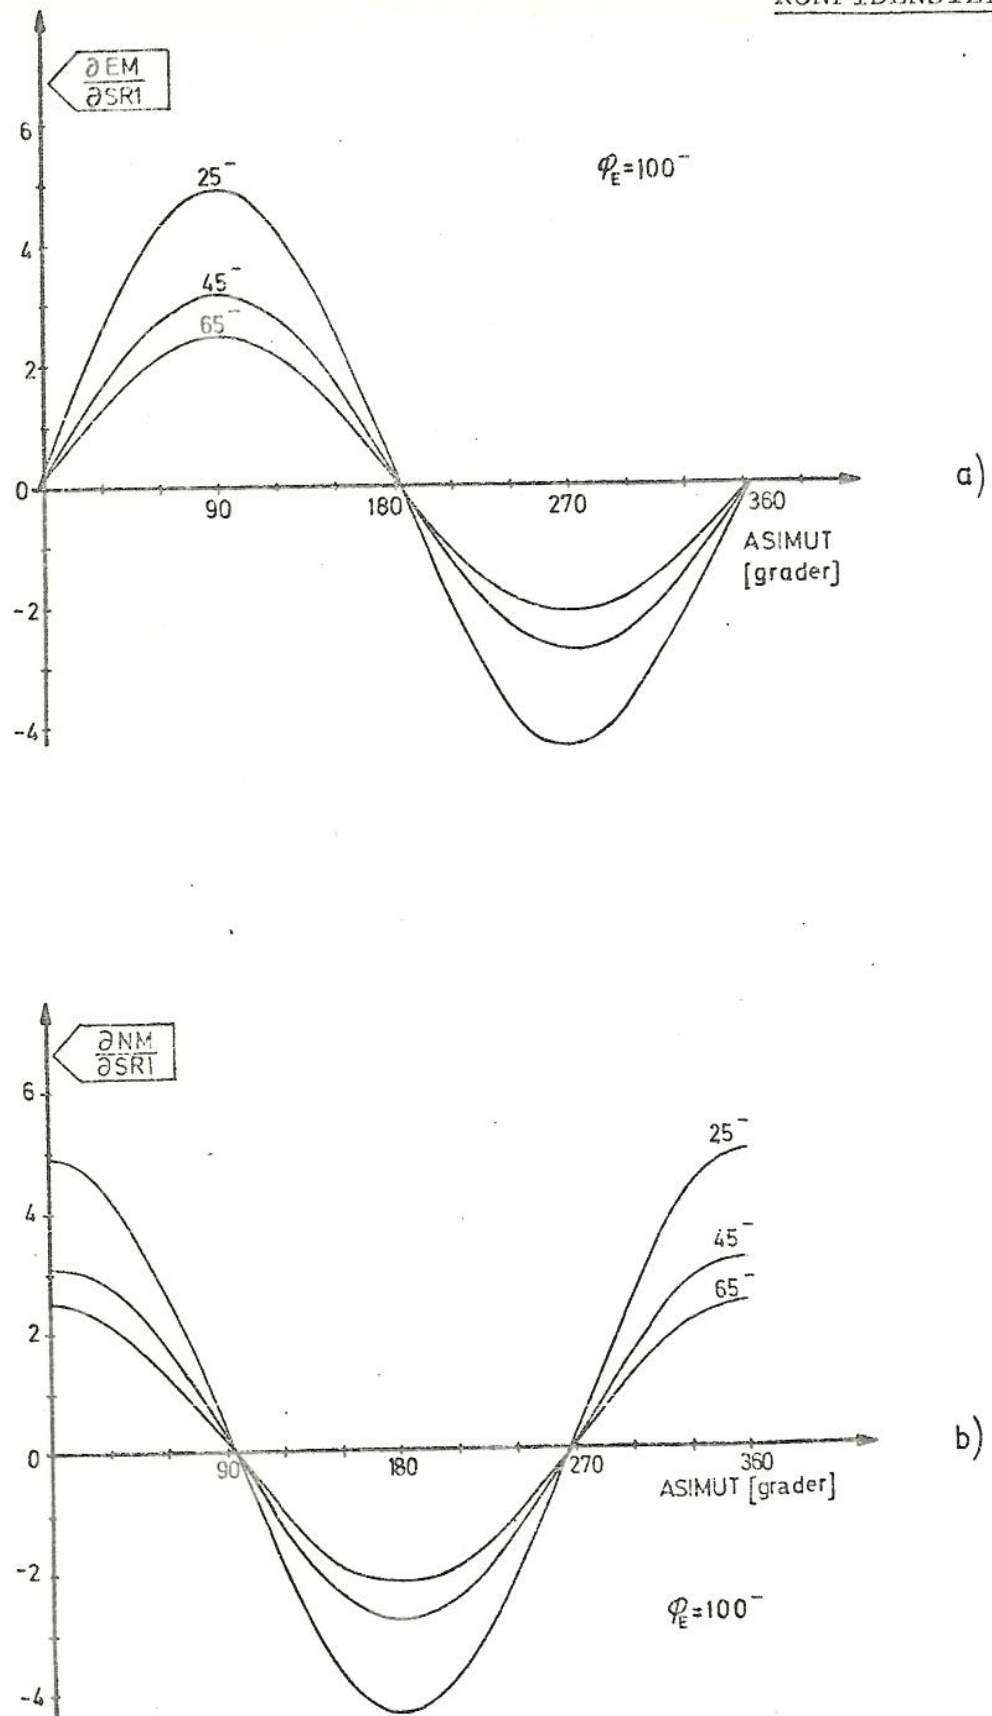 ∂EM
∂SR1
φE=100⁻
6
25⁻
4
45⁻
65⁻
2
0
90
180
270
360
a)
ASIMUT
[grader]
-2
-4
∂NM
∂SR1
6
25⁻
4
45⁻
65⁻
2
0
90
180
270
360
b)
ASIMUT [grader]
-2
φE=100⁻
-4